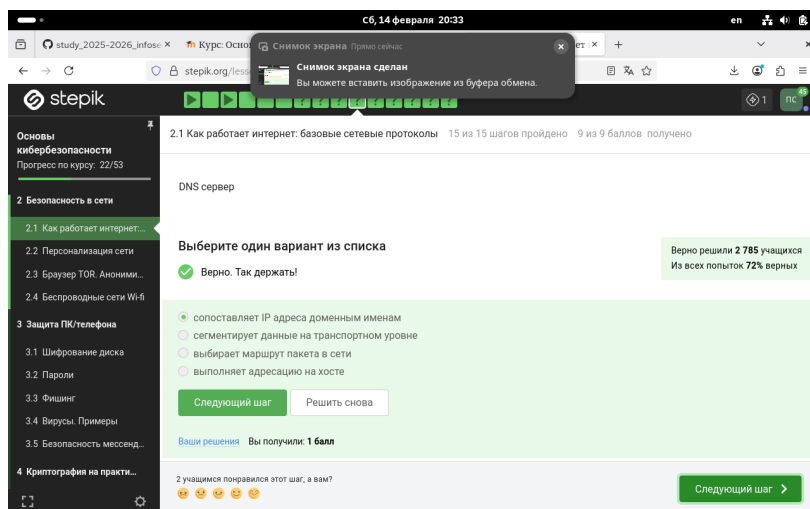 Сб, 14 февраля 20:33
en
study_2025-2026_infose
Курс: Осно
Снимок экрана Прямо сейчас
Снимок экрана сделан
Вы можете вставить изображение из буфера обмена.
stepik.org/less
stepik
1
ПС
45
Основы
кибербезопасности
Прогресс по курсу: 22/53
2.1 Как работает интернет: базовые сетевые протоколы 15 из 15 шагов пройдено 9 из 9 баллов получено
2 Безопасность в сети
2.1 Как работает интернет:...
2.2 Персонализация сети
2.3 Браузер TOR. Анонími...
2.4 Беспроводные сети Wi-fi
3 Защита ПК/телефона
3.1 Шифрование диска
3.2 Пароли
3.3 Фишинг
3.4 Вирусы. Примеры
3.5 Безопасность мессенд...
4 Криптография на практи...
DNS сервер
Выберите один вариант из списка
Верно. Так держать!
Верно решили 2 785 учащихся
Из всех попыток 72% верных
сопоставляет IP адреса доменным именам
сегментирует данные на транспортном уровне
выбирает маршрут пакета в сети
выполняет адресацию на хосте
Следующий шаг
Решить снова
Ваши решения Вы получили: 1 балл
2 учащимся понравился этот шаг, а вам?
Следующий шаг